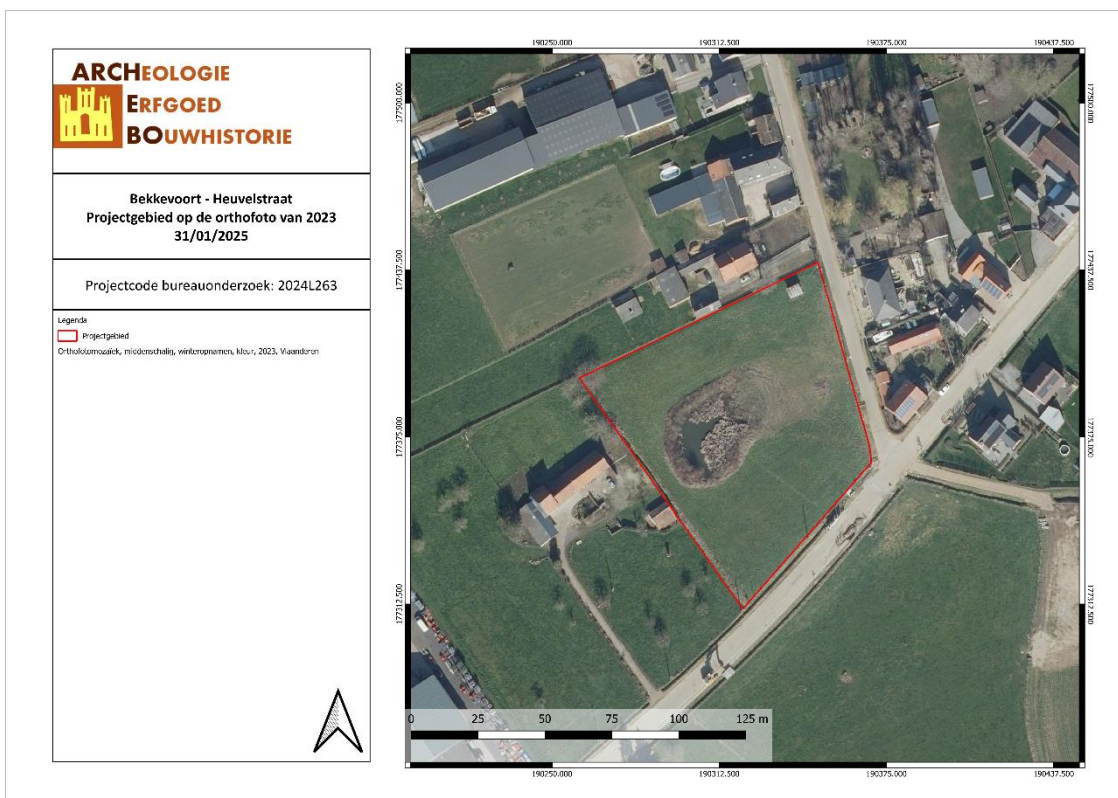 ARCHEOLOGIE
ERFGOED
BOUWHISTORIE
Bekkevoort - Heuvelstraat
Projectgebied op de orthofoto van 2023
31/01/2025
Projectcode bureauonderzoek: 2024L263
Legenda
Projectgebied
Orthofotomozaïek, middenschalig, winteropnamen, kleur, 2023, Vlaanderen
190250.000 190312.500 190375.000 190437.500
177500.000 177500.000
177437.500 177437.500
177375.000 177375.000
177312.500 177312.500
0 25 50 75 100 125 m
190250.000 190312.500 190375.000 190437.500